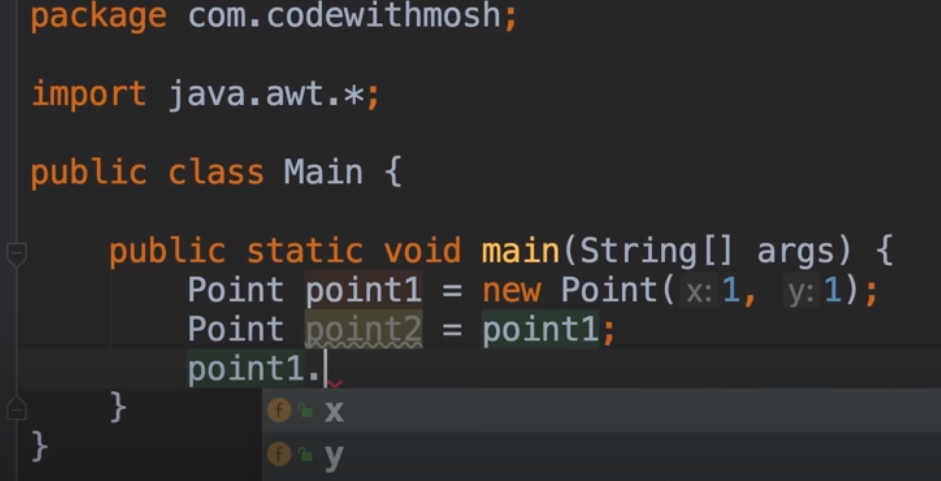 package com.codewithmosh;
import java.awt.*;
public class Main {
public static void main(String[] args) {
Point point1 = new Point( x: 1, y: 1);
Point point2 = point1;
point1.
f x
}
f y
}